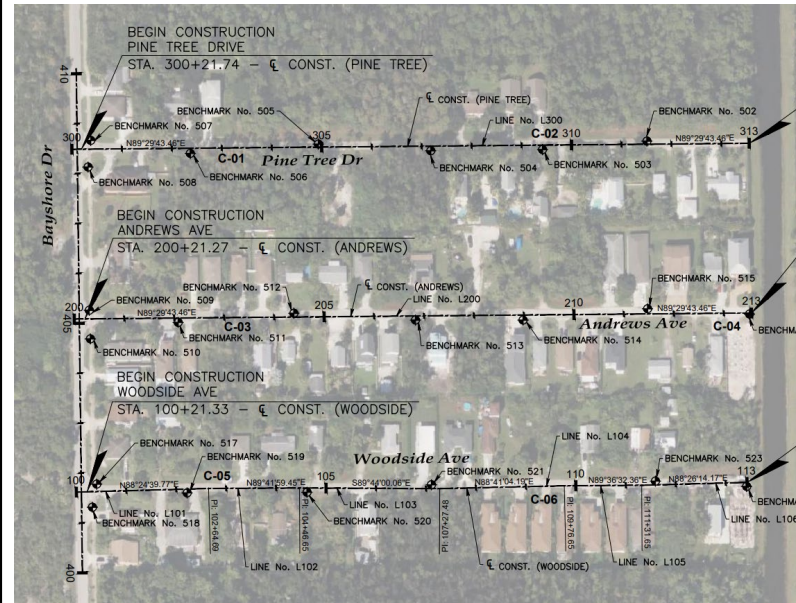 BEGIN CONSTRUCTION
PINE TREE DRIVE
STA. 300+21.74 - ℄ CONST. (PINE TREE)
410
BENCHMARK No. 505
℄ CONST. (PINE TREE)
BENCHMARK No. 502
300
BENCHMARK No. 507
305
LINE No. L300
C-02
310
N89°29'43.46"E
313
N89°29'43.46"E
C-01
Pine Tree Dr
BENCHMARK No. 508
BENCHMARK No. 506
BENCHMARK No. 504
BENCHMARK No. 503
Bayshore Dr
BEGIN CONSTRUCTION
ANDREWS AVE
STA. 200+21.27 - ℄ CONST. (ANDREWS)
BENCHMARK No. 512
℄ CONST. (ANDREWS)
BENCHMARK No. 515
BENCHMARK No. 509
LINE No. L200
200
N89°29'43.46"E
205
210
N89°29'43.46"E
213
405
C-03
Andrews Ave
C-04
BENCHMA
BENCHMARK No. 510
BENCHMARK No. 511
BENCHMARK No. 513
BENCHMARK No. 514
BEGIN CONSTRUCTION
WOODSIDE AVE
STA. 100+21.33 - ℄ CONST. (WOODSIDE)
LINE No. L104
BENCHMARK No. 517
BENCHMARK No. 519
Woodside Ave
BENCHMARK No. 521
BENCHMARK No. 523
100
N88°24'39.77"E
C-05
N89°41'59.45"E
105
S89°44'00.06"E
N88°41'04.19"E
110
N89°36'32.36"E
N88°26'14.17"E
113
C-06
BENCHMA
LINE No. L101
LINE No. L103
LINE No. L106
BENCHMARK No. 518
BENCHMARK No. 520
PI: 102+64.69
PI: 104+46.65
PI: 107+27.48
PI: 109+76.65
PI: 111+31.65
LINE No. L102
℄ CONST. (WOODSIDE)
LINE No. L105
400